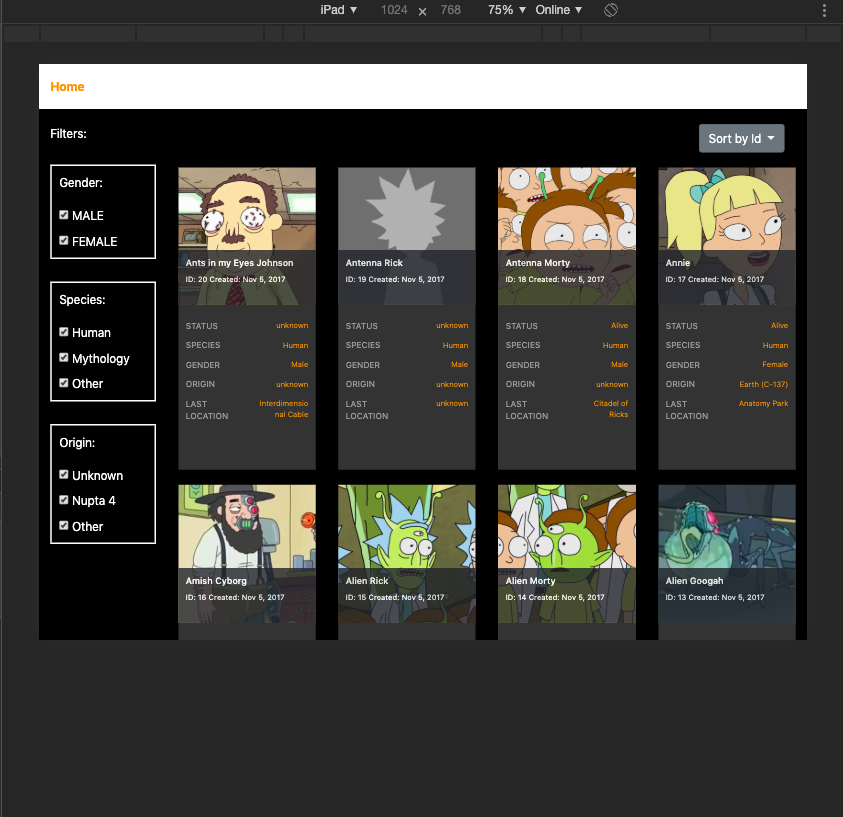 iPad ▼ 1024 × 768 75% ▼ Online ▼
Home
Filters:
Sort by Id
Gender:
MALE
FEMALE
Species:
Human
Mythology
Other
Origin:
Unknown
Nupta 4
Other
Ants in my Eyes Johnson
ID: 20 Created: Nov 5, 2017
STATUS unknown
SPECIES Human
GENDER Male
ORIGIN unknown
LAST LOCATION Interdimensio
nal Cable
Antenna Rick
ID: 19 Created: Nov 5, 2017
STATUS unknown
SPECIES Human
GENDER Male
ORIGIN unknown
LAST LOCATION unknown
Antenna Morty
ID: 18 Created: Nov 5, 2017
STATUS Alive
SPECIES Human
GENDER Male
ORIGIN unknown
LAST LOCATION Citadel of
Ricks
Annie
ID: 17 Created: Nov 5, 2017
STATUS Alive
SPECIES Human
GENDER Female
ORIGIN Earth (C-137)
LAST LOCATION Anatomy Park
Amish Cyborg
ID: 16 Created: Nov 5, 2017
Alien Rick
ID: 15 Created: Nov 5, 2017
Alien Morty
ID: 14 Created: Nov 5, 2017
Alien Googah
ID: 13 Created: Nov 5, 2017